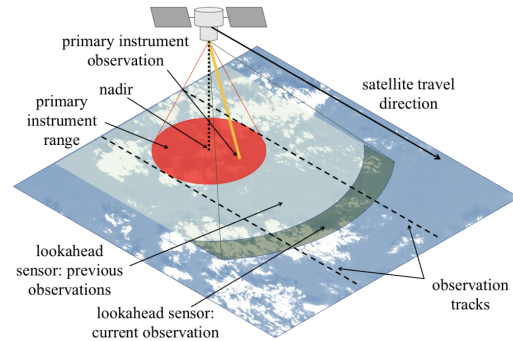 primary instrument
observation
satellite travel
direction
nadir
primary
instrument
range
lookahead
sensor: previous
observations
observation
tracks
lookahead sensor:
current observation